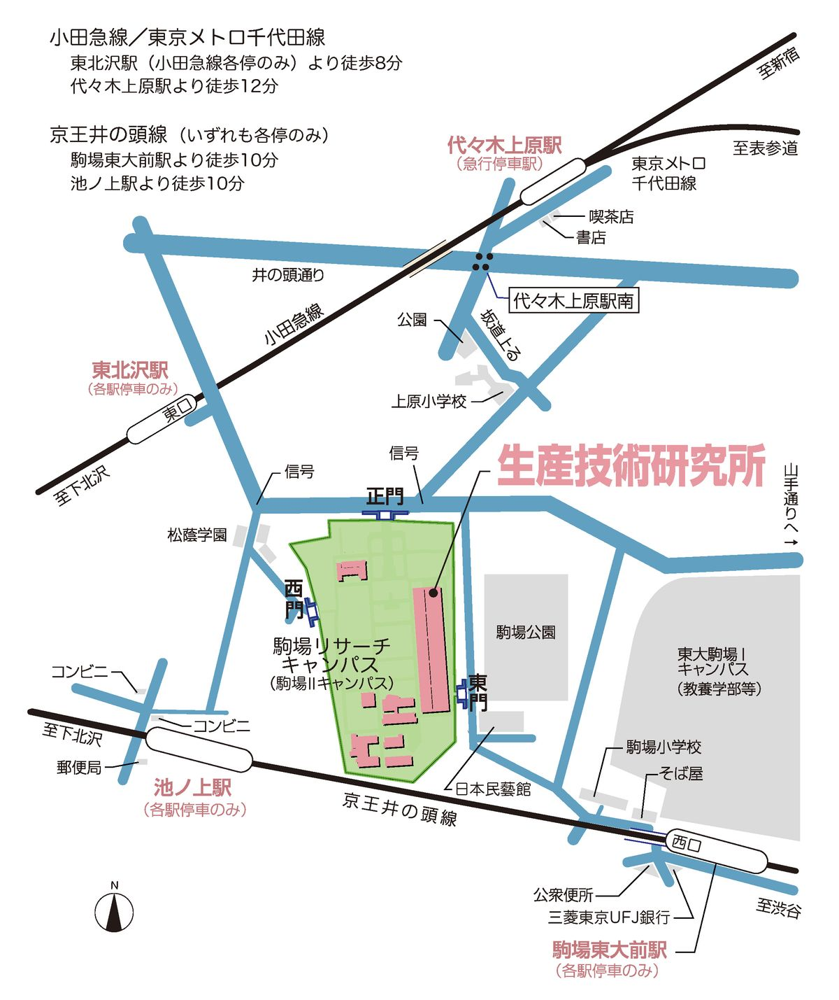 小田急線／東京メトロ千代田線
東北沢駅（小田急線各停のみ）より徒歩8分
代々木上原駅より徒歩12分
京王井の頭線（いずれも各停のみ）
駒場東大前駅より徒歩10分
池ノ上駅より徒歩10分
至新宿
代々木上原駅
（急行停車駅）
至表参道
東京メトロ
千代田線
喫茶店
書店
井の頭通り
代々木上原駅南
小田急線
公園
坂道上る
東北沢駅
（各駅停車のみ）
東口
上原小学校
至下北沢
信号
信号
生産技術研究所
山手通りへ→
正門
松蔭学園
西門
駒場リサーチ
キャンパス
（駒場IIキャンパス）
駒場公園
東大駒場I
キャンパス
（教養学部等）
東門
コンビニ
コンビニ
至下北沢
郵便局
池ノ上駅
（各駅停車のみ）
京王井の頭線
日本民藝館
駒場小学校
そば屋
西口
公衆便所
三菱東京UFJ銀行
至渋谷
駒場東大前駅
（各駅停車のみ）
N